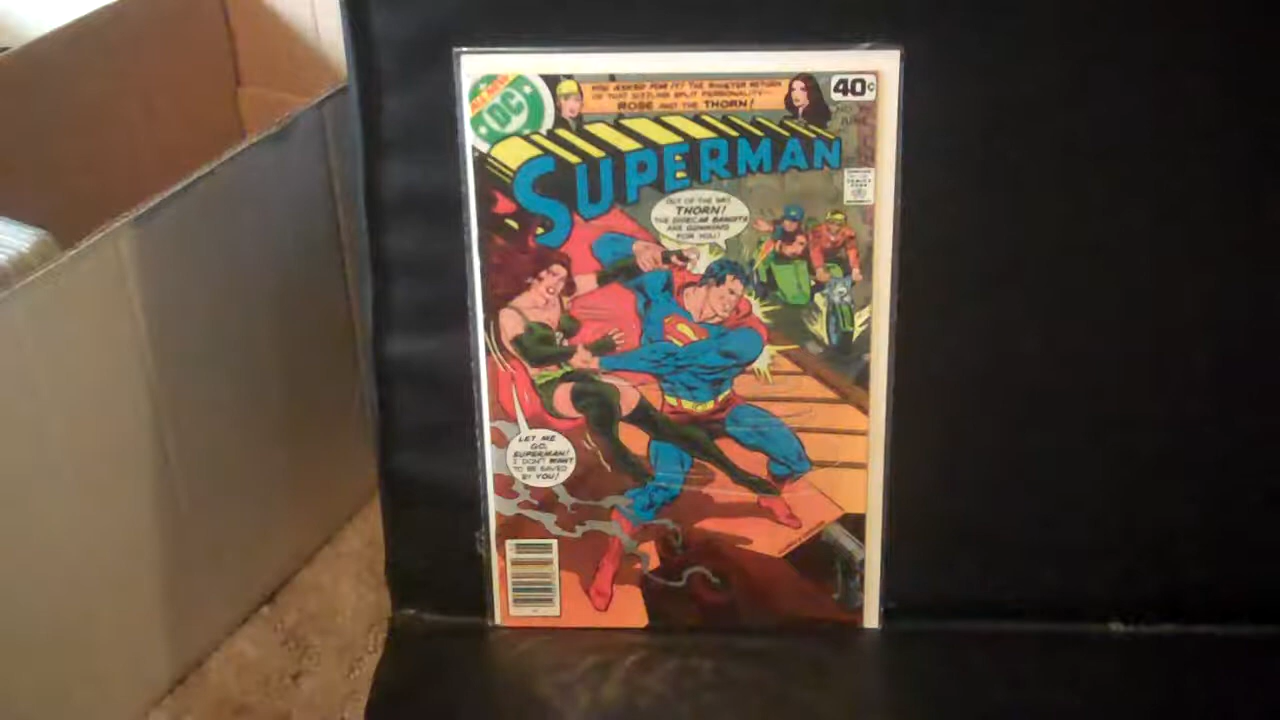 YOU ASKED FOR IT! THE SINISTER RETURN
OF THAT SIZZLING SPLIT PERSONALITY--
ROSE AND THE THORN!
DC
40¢
JUNE
SUPERMAN
OUT OF THE WAY,
THORN!
THE SIDECAR BANDITS
ARE GUNNING
FOR YOU!
LET ME
GO,
SUPERMAN!
I DON'T WANT
TO BE SAVED
BY YOU!